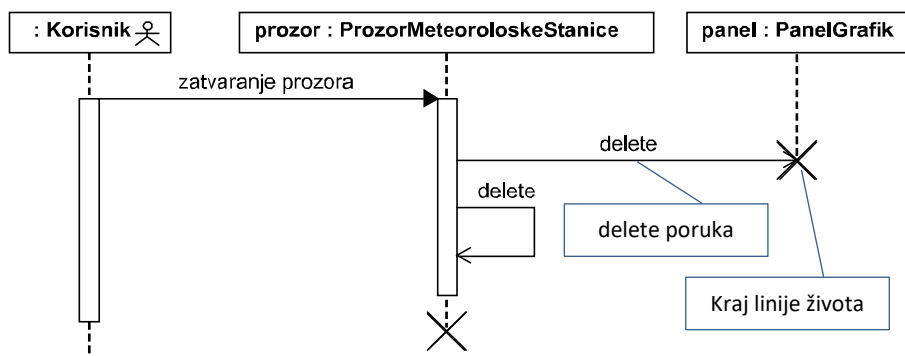 : Korisnik
prozor : ProzorMeteoroloskeStanice
panel : PanelGrafik
zatvaranje prozora
delete
delete
delete poruka
Kraj linije života